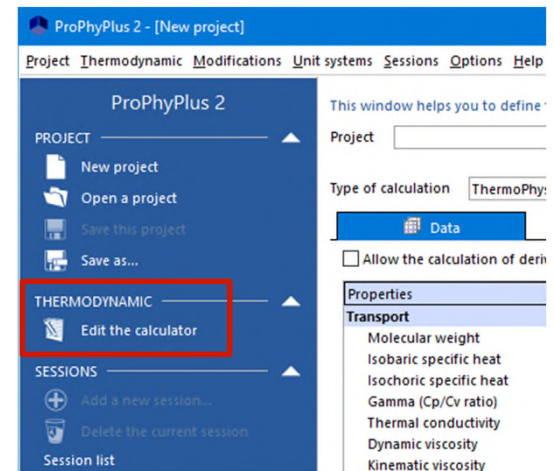 ProPhyPlus 2 - [New project]
Project Thermodynamic Modifications Unit systems Sessions Options Help
ProPhyPlus 2
PROJECT
New project
Open a project
Save this project
Save as...
THERMODYNAMIC
Edit the calculator
SESSIONS
Add a new session...
Delete the current session
Session list
This window helps you to define
Project
Type of calculation ThermoPhys
Data
Allow the calculation of deriv
Properties
Transport
Molecular weight
Isobaric specific heat
Isochoric specific heat
Gamma (Cp/Cv ratio)
Thermal conductivity
Dynamic viscosity
Kinematic viscosity